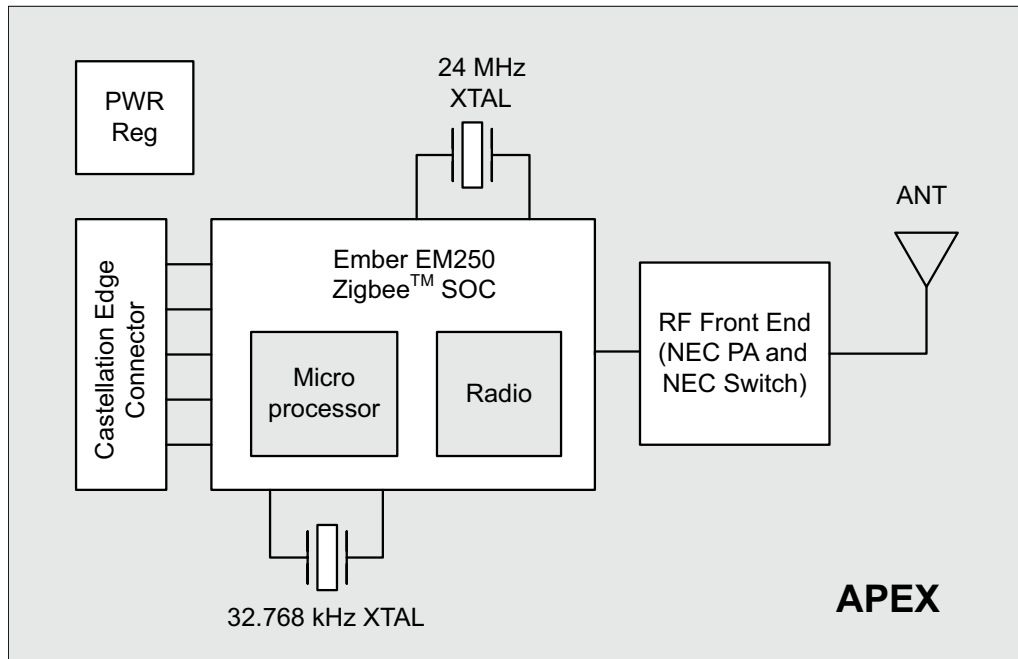 PWR
Reg
24 MHz
XTAL
ANT
Castellation Edge
Connector
Ember EM250
Zigbee™ SOC
Micro
processor
Radio
RF Front End
(NEC PA and
NEC Switch)
32.768 kHz XTAL
APEX